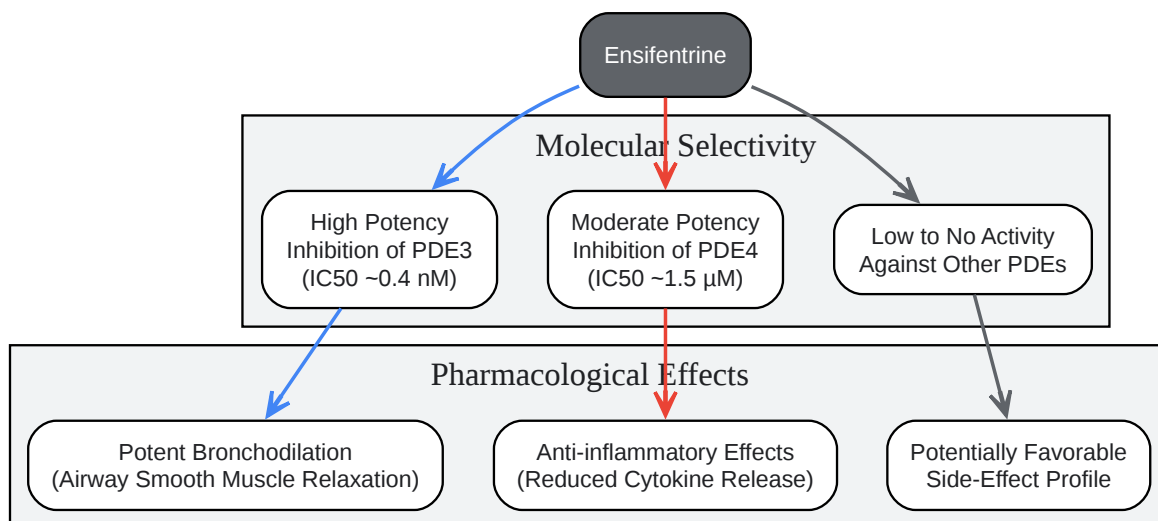 Ensifentrine
Molecular Selectivity
High Potency
Inhibition of PDE3
(IC50 ~0.4 nM)
Moderate Potency
Inhibition of PDE4
(IC50 ~1.5 µM)
Low to No Activity
Against Other PDEs
Pharmacological Effects
Potent Bronchodilation
(Airway Smooth Muscle Relaxation)
Anti-inflammatory Effects
(Reduced Cytokine Release)
Potentially Favorable
Side-Effect Profile